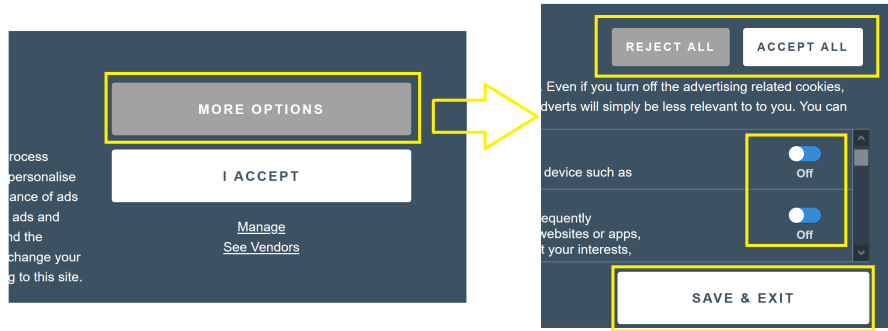 MORE OPTIONS
rocess
personalise
I ACCEPT
ance of ads
ads and
nd the
Manage
change your
See Vendors
g to this site.
REJECT ALL
ACCEPT ALL
. Even if you turn off the advertising related cookies,
dverts will simply be less relevant to to you. You can
device such as
Off
equently
websites or apps,
Off
t your interests,
SAVE & EXIT